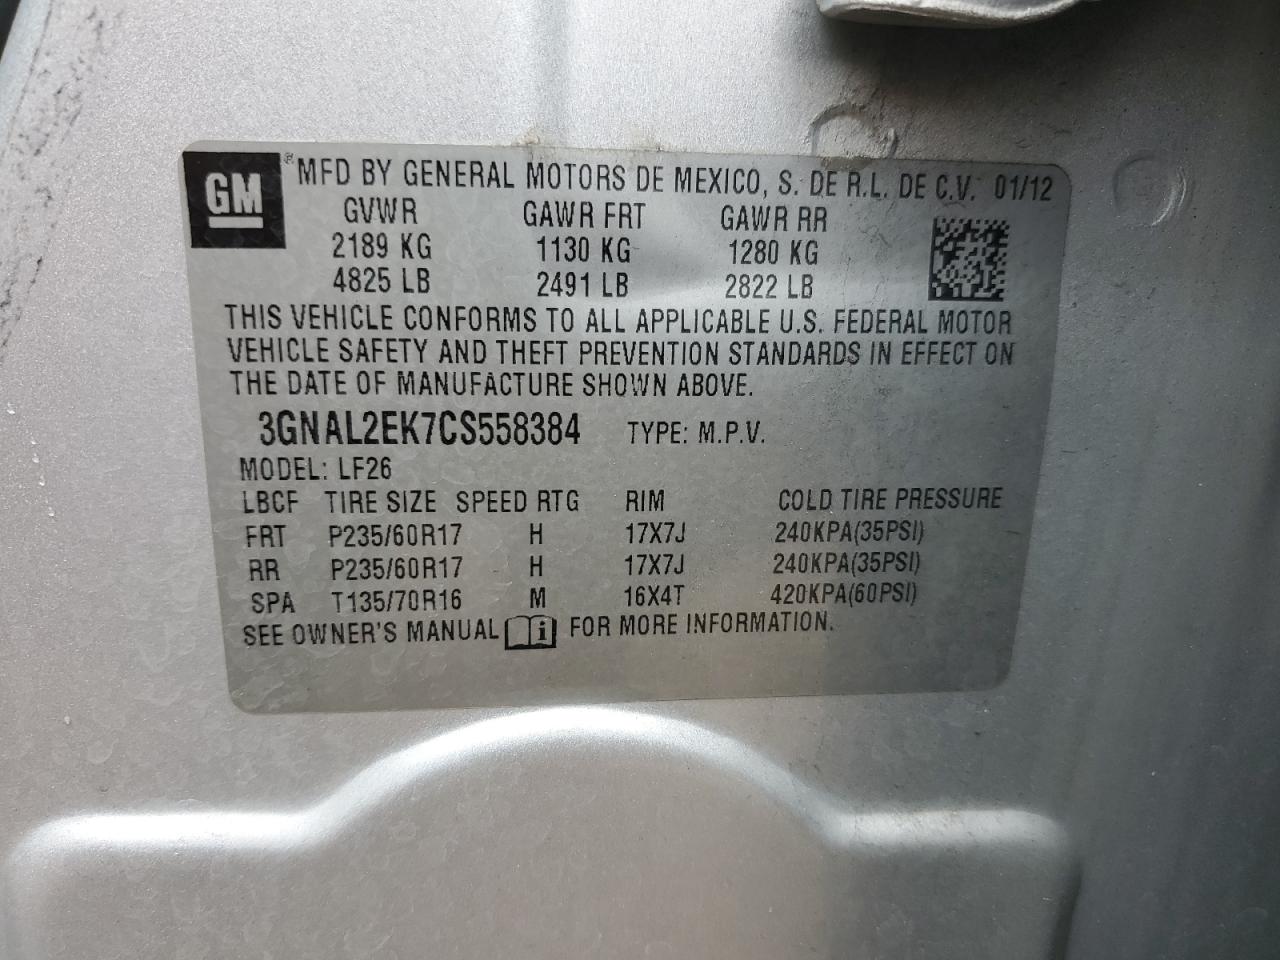 GM ® MFD BY GENERAL MOTORS DE MEXICO, S. DE R.L. DE C.V. 01/12
GVWR GAWR FRT GAWR RR
2189 KG 1130 KG 1280 KG
4825 LB 2491 LB 2822 LB
THIS VEHICLE CONFORMS TO ALL APPLICABLE U.S. FEDERAL MOTOR
VEHICLE SAFETY AND THEFT PREVENTION STANDARDS IN EFFECT ON
THE DATE OF MANUFACTURE SHOWN ABOVE.
3GNAL2EK7CS558384 TYPE: M.P.V.
MODEL: LF26
LBCF TIRE SIZE SPEED RTG RIM COLD TIRE PRESSURE
FRT P235/60R17 H 17X7J 240KPA(35PSI)
RR P235/60R17 H 17X7J 240KPA(35PSI)
SPA T135/70R16 M 16X4T 420KPA(60PSI)
SEE OWNER'S MANUAL i FOR MORE INFORMATION.